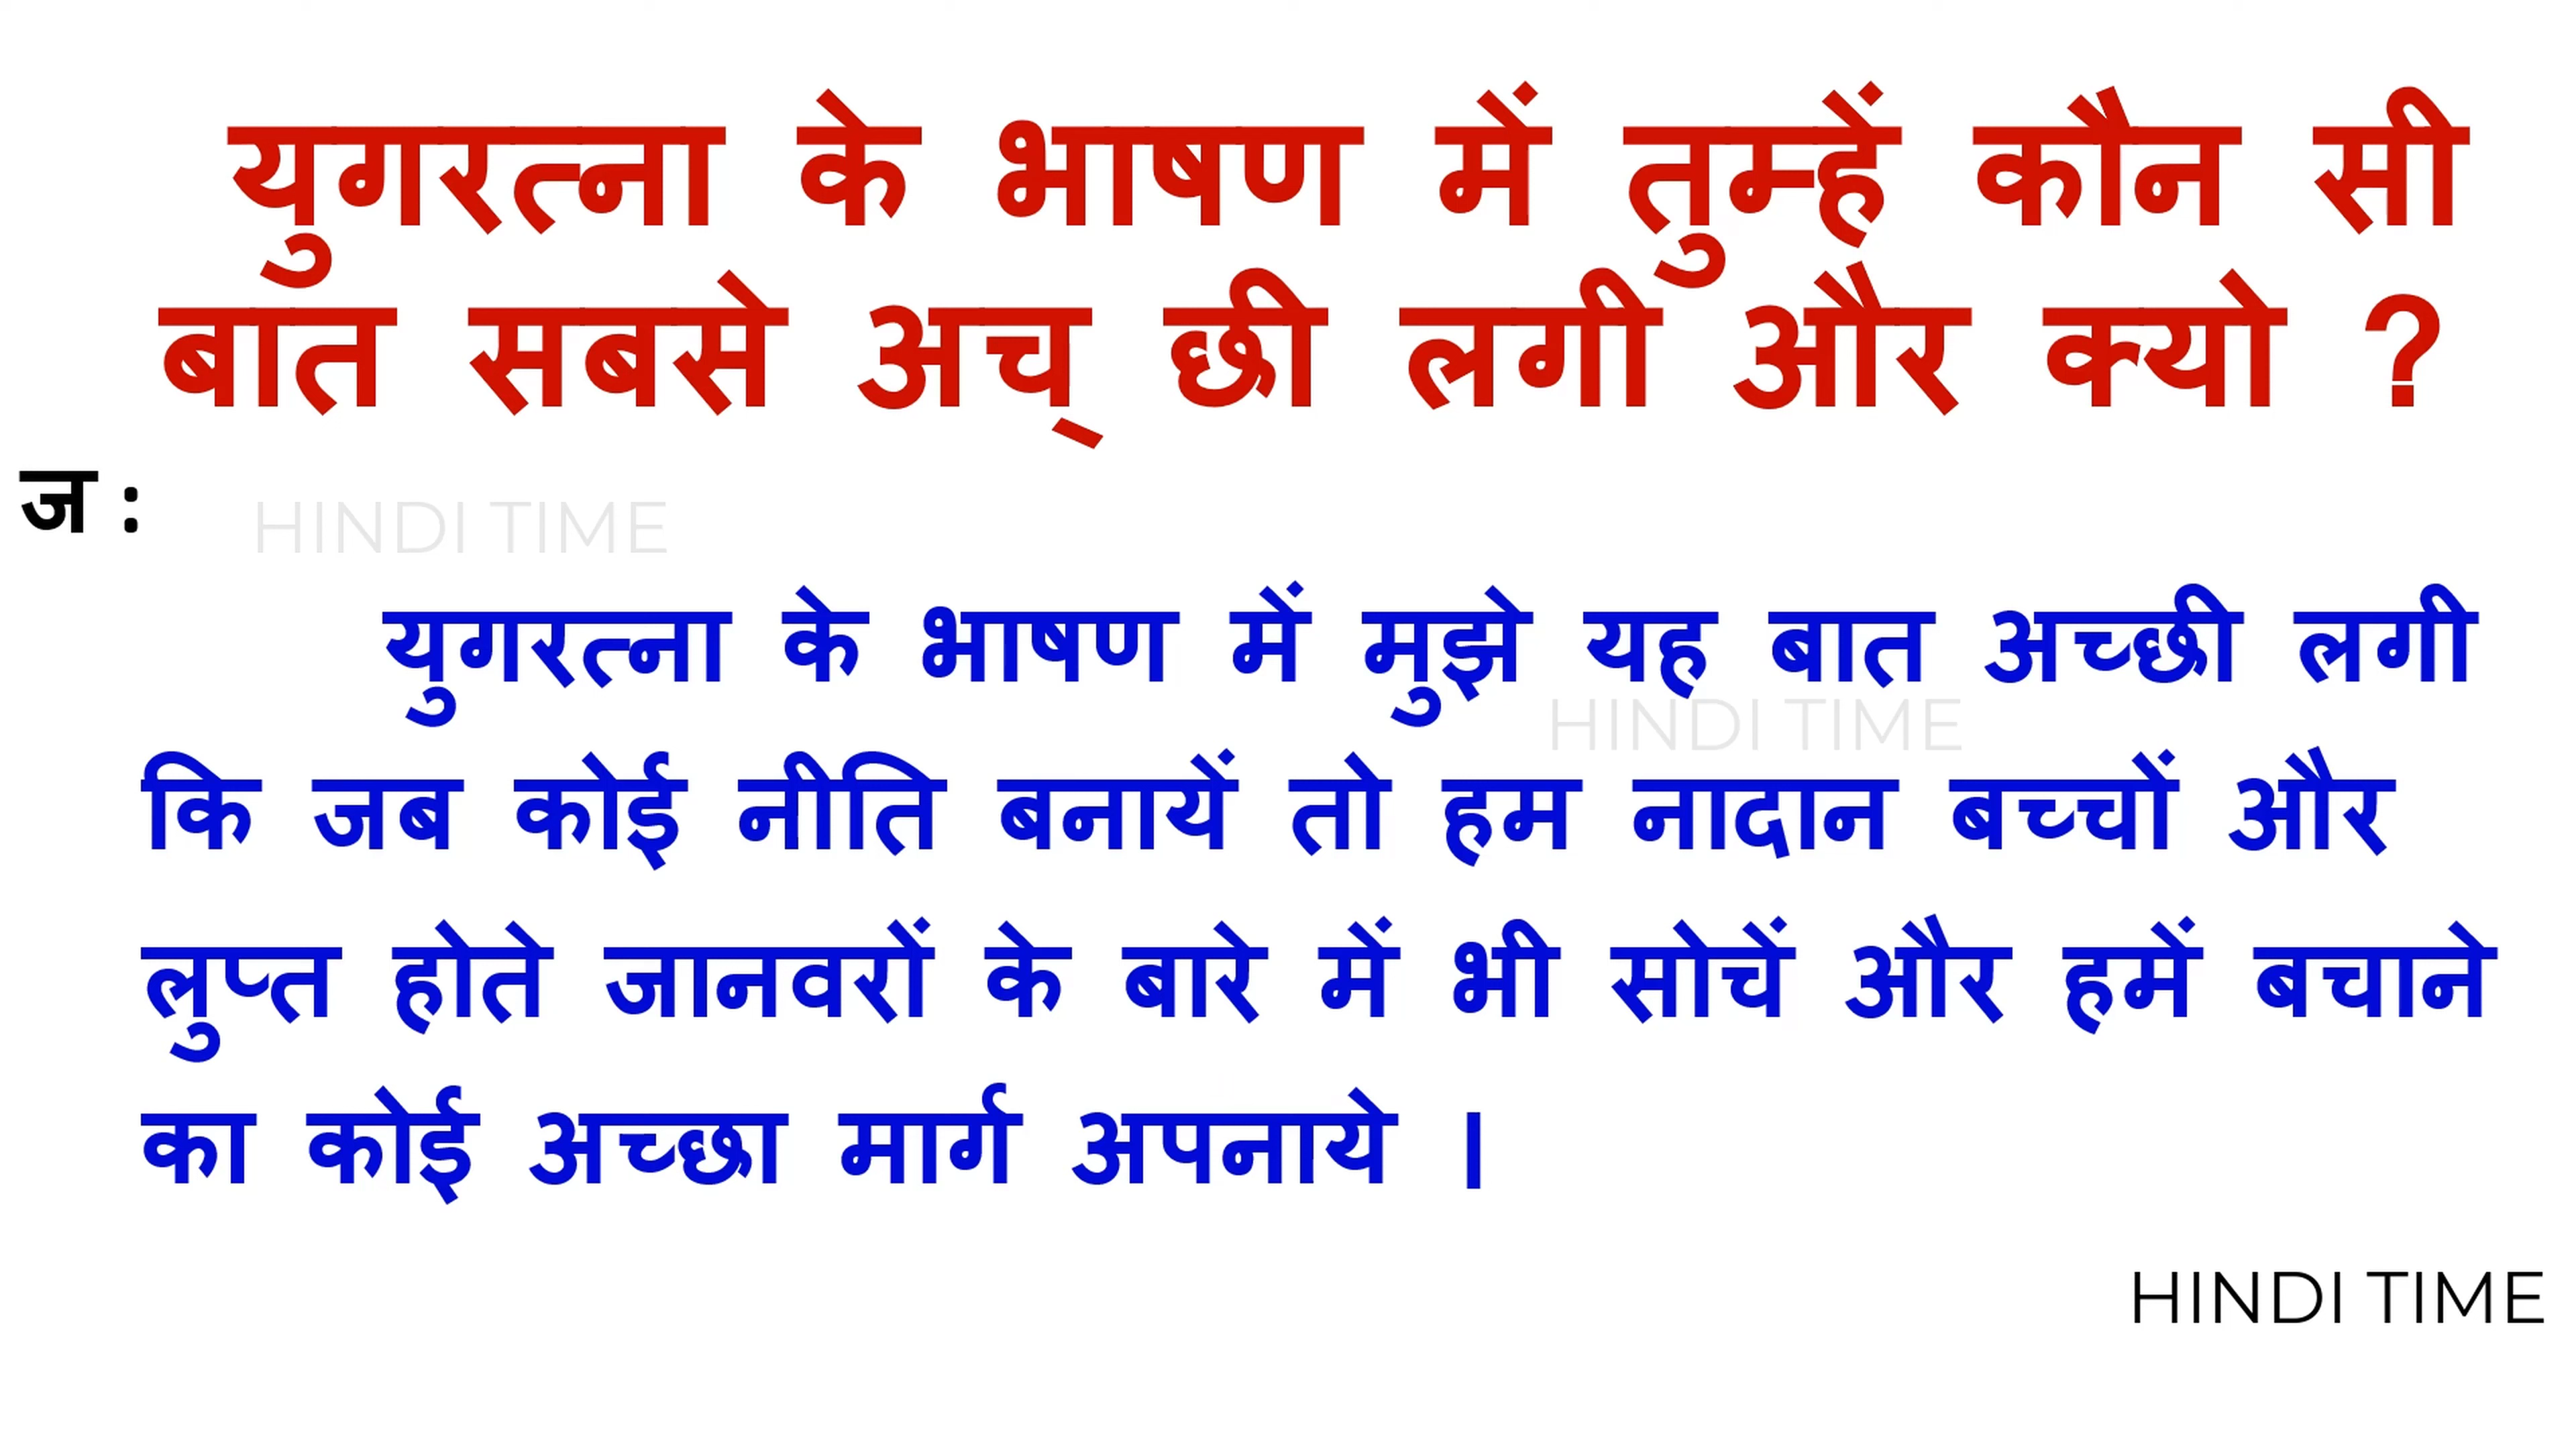 युगरत्ना के भाषण में तुम्हें कौन सी
बात सबसे अच् छी लगी और क्यो ?
ज :
HINDI TIME
युगरत्ना के भाषण में मुझे यह बात अच्छी लगी
HINDI TIME
कि जब कोई नीति बनायें तो हम नादान बच्चों और
लुप्त होते जानवरों के बारे में भी सोचें और हमें बचाने
का कोई अच्छा मार्ग अपनाये |
HINDI TIME